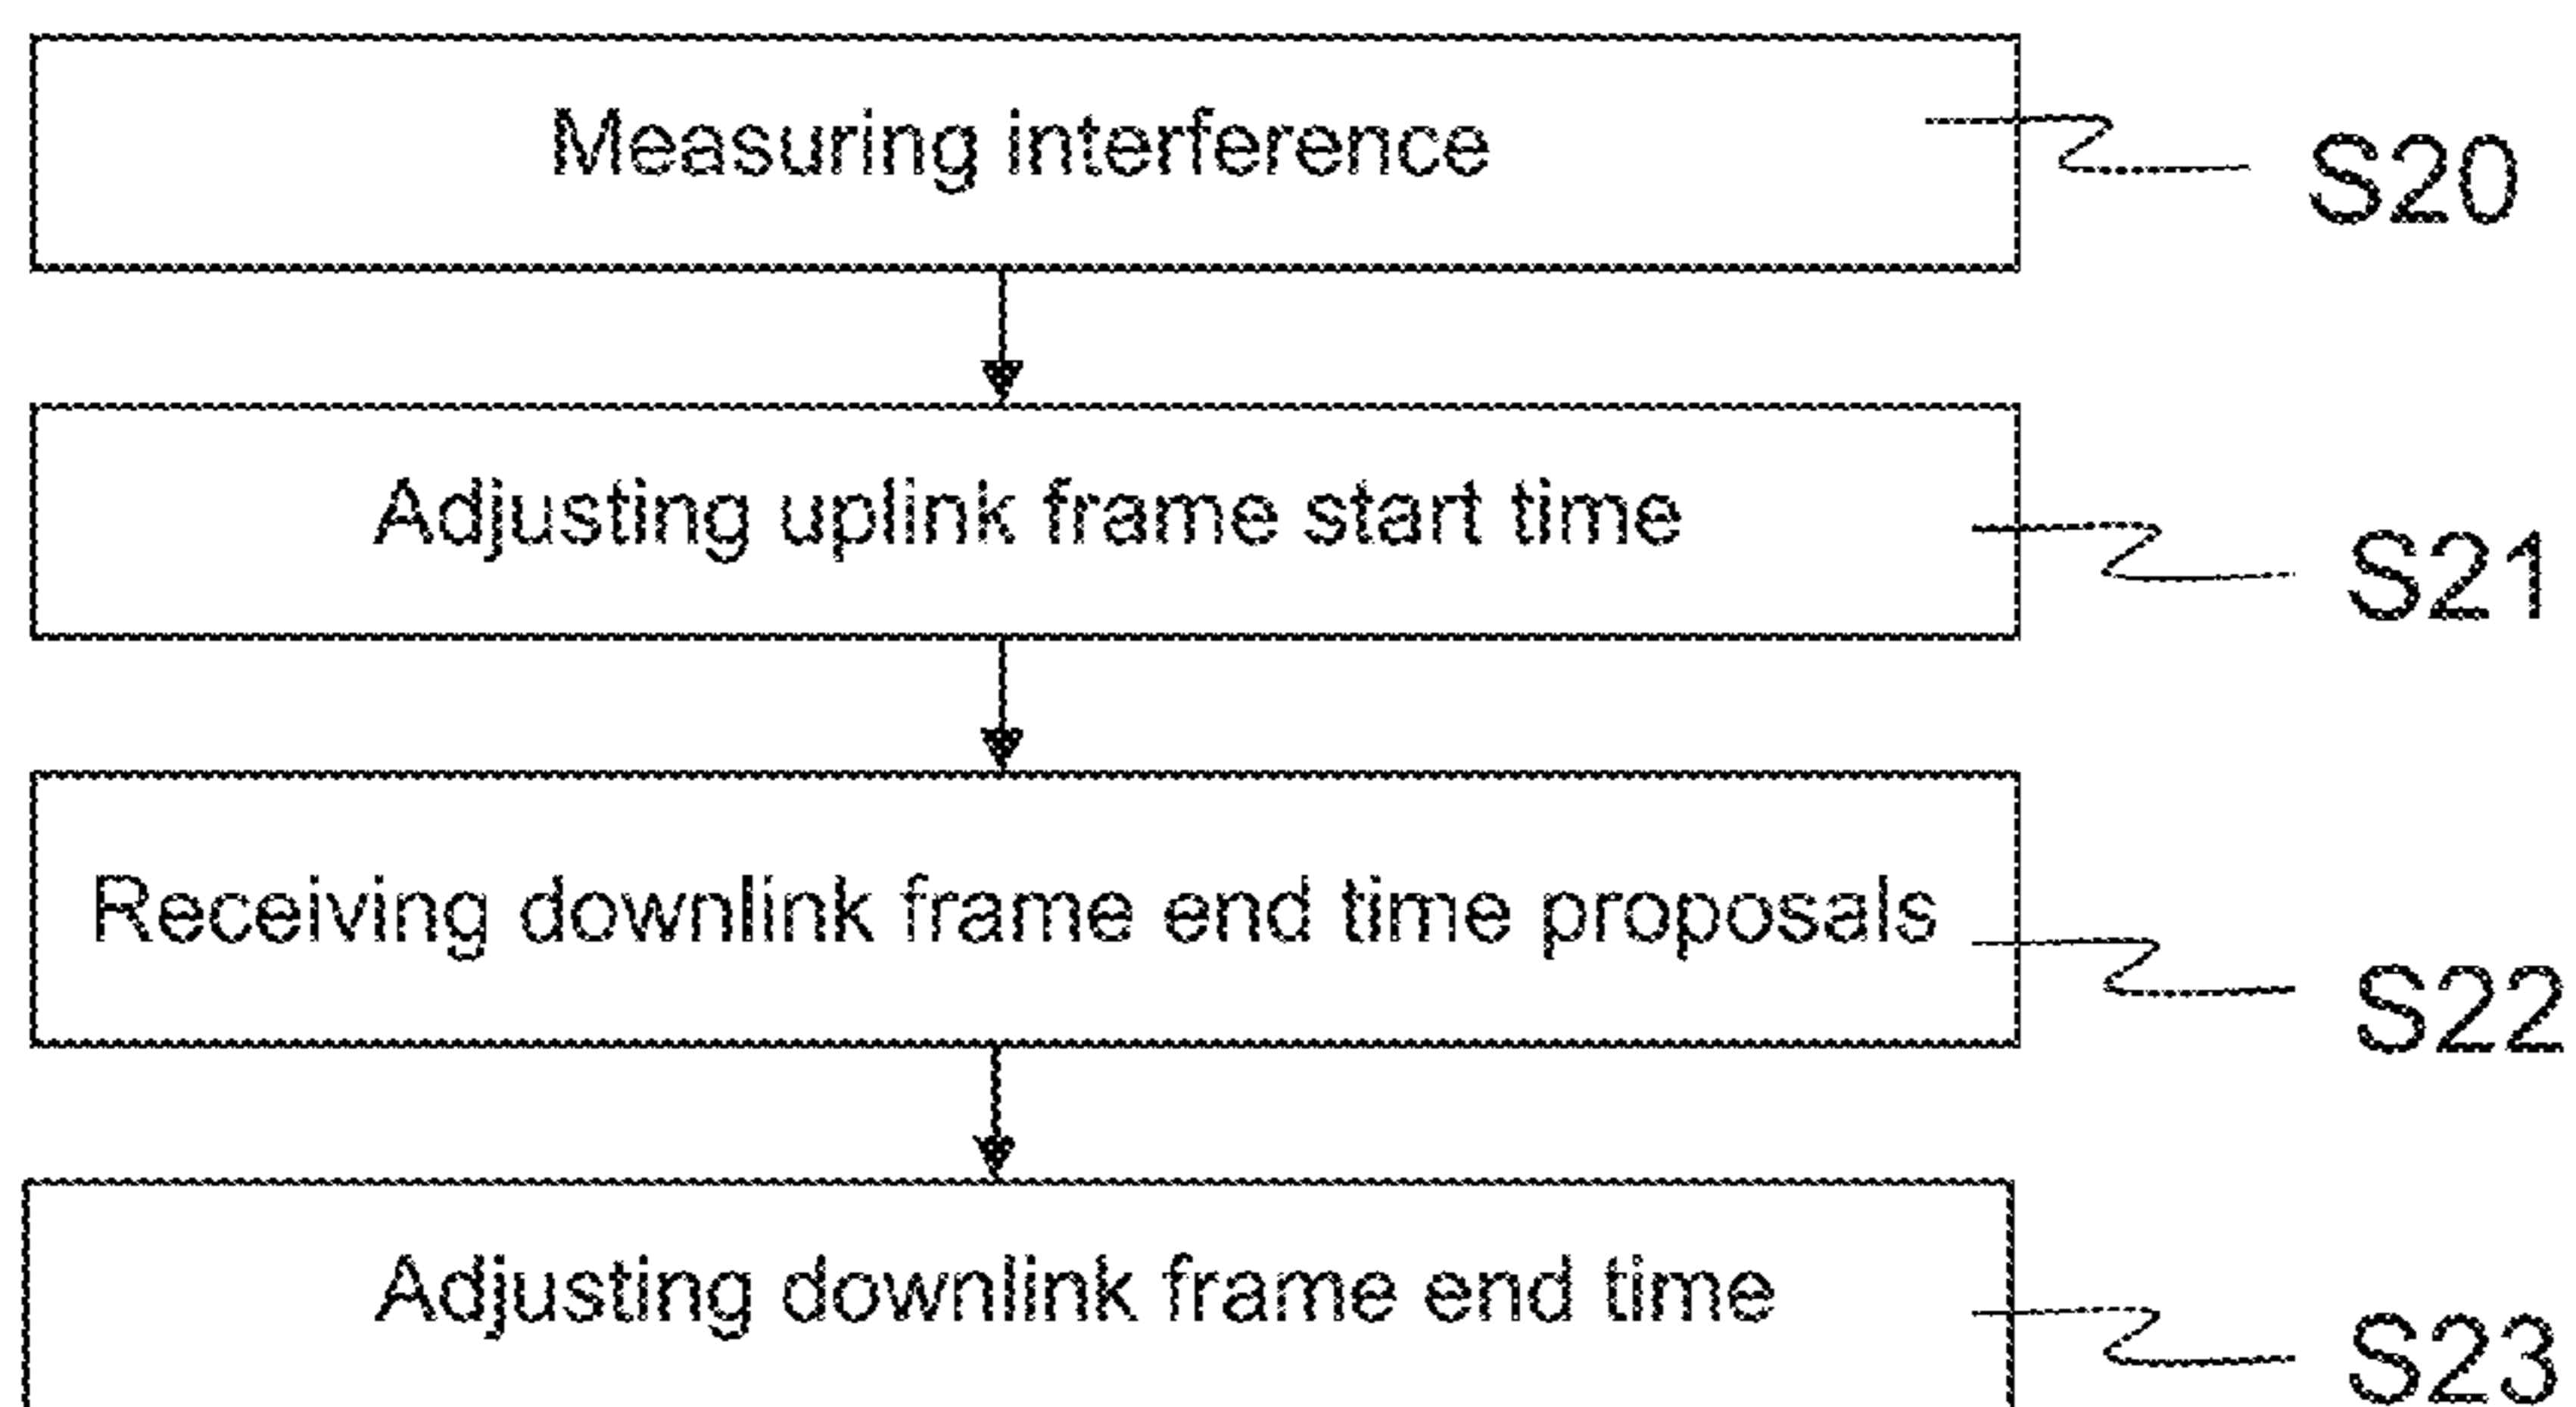 Measuring interference
S20
Adjusting uplink frame start time
S21
Receiving downlink frame end time proposals
S22
Adjusting downlink frame end time
S23